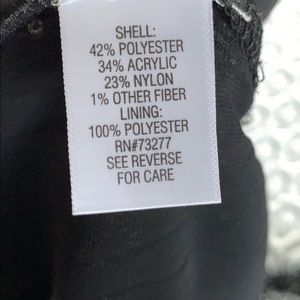 SHELL:
42% POLYESTER
34% ACRYLIC
23% NYLON
1% OTHER FIBER
LINING:
100% POLYESTER
RN#73277
SEE REVERSE
FOR CARE